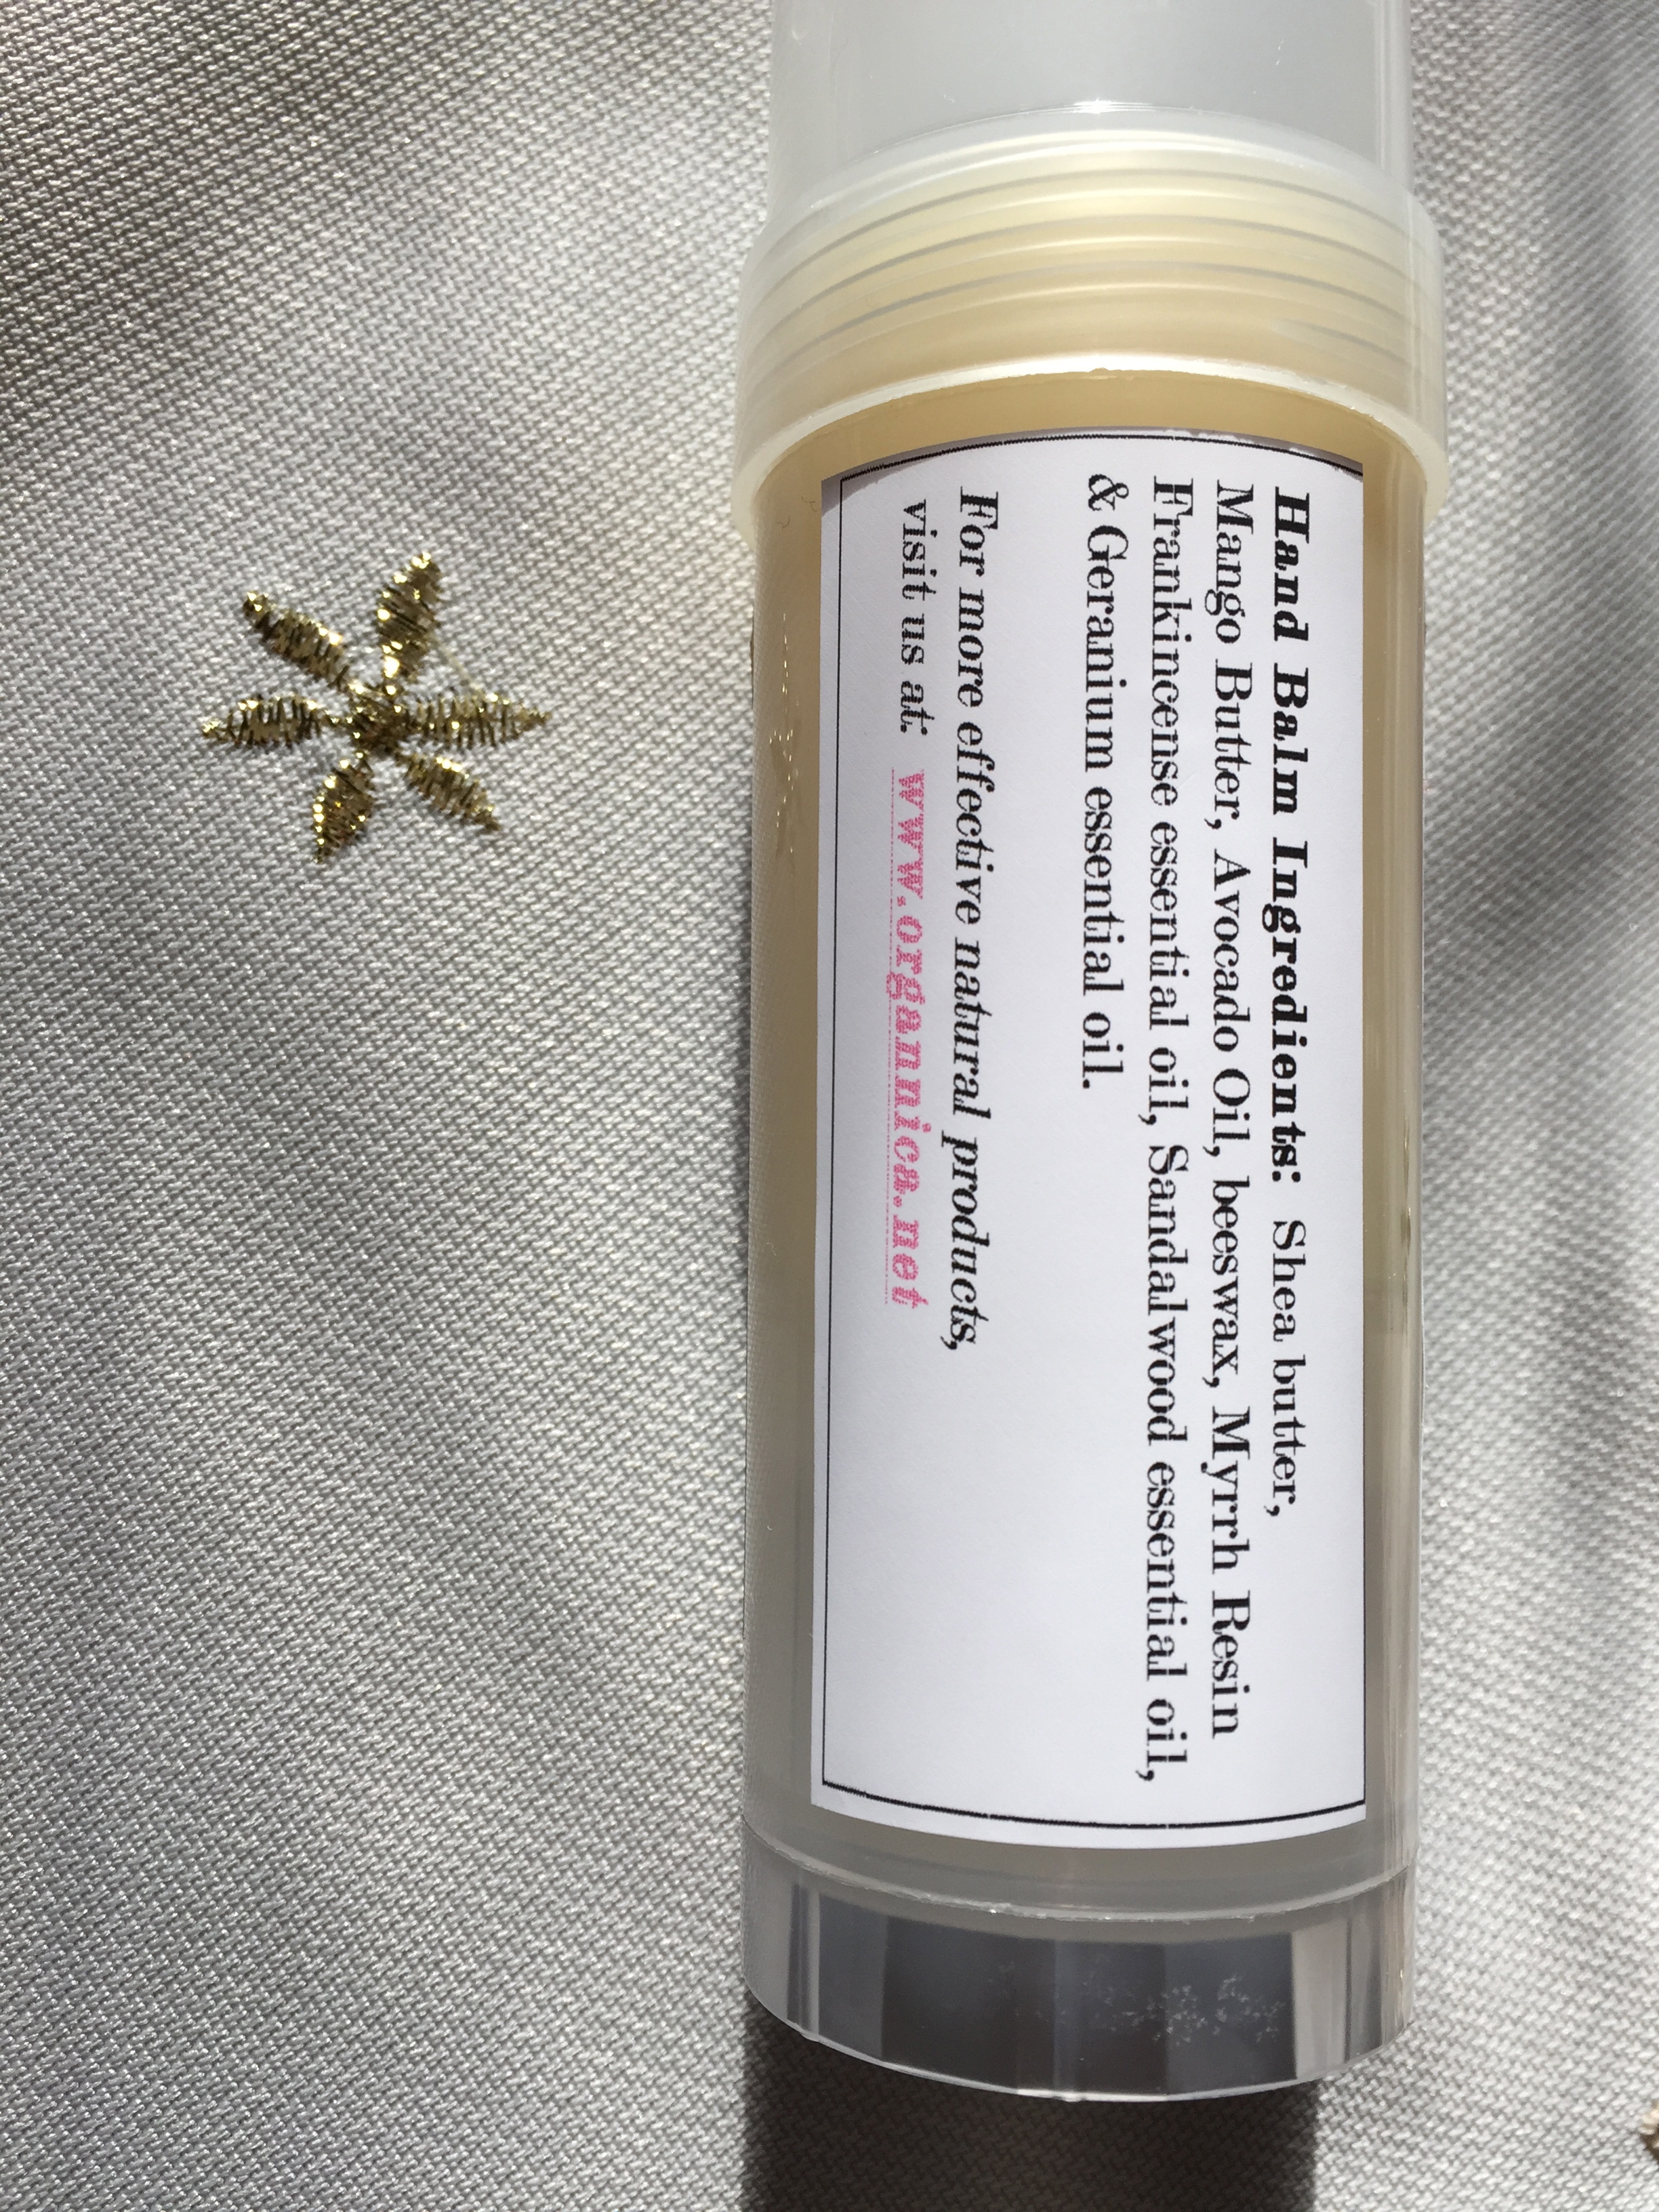 Hand Balm Ingredients: Shea butter,
Mango Butter, Avocado Oil, beeswax, Myrrh Resin
Frankincense essential oil, Sandalwood essential oil,
& Geranium essential oil.
For more effective natural products,
visit us at: www.organnica.net